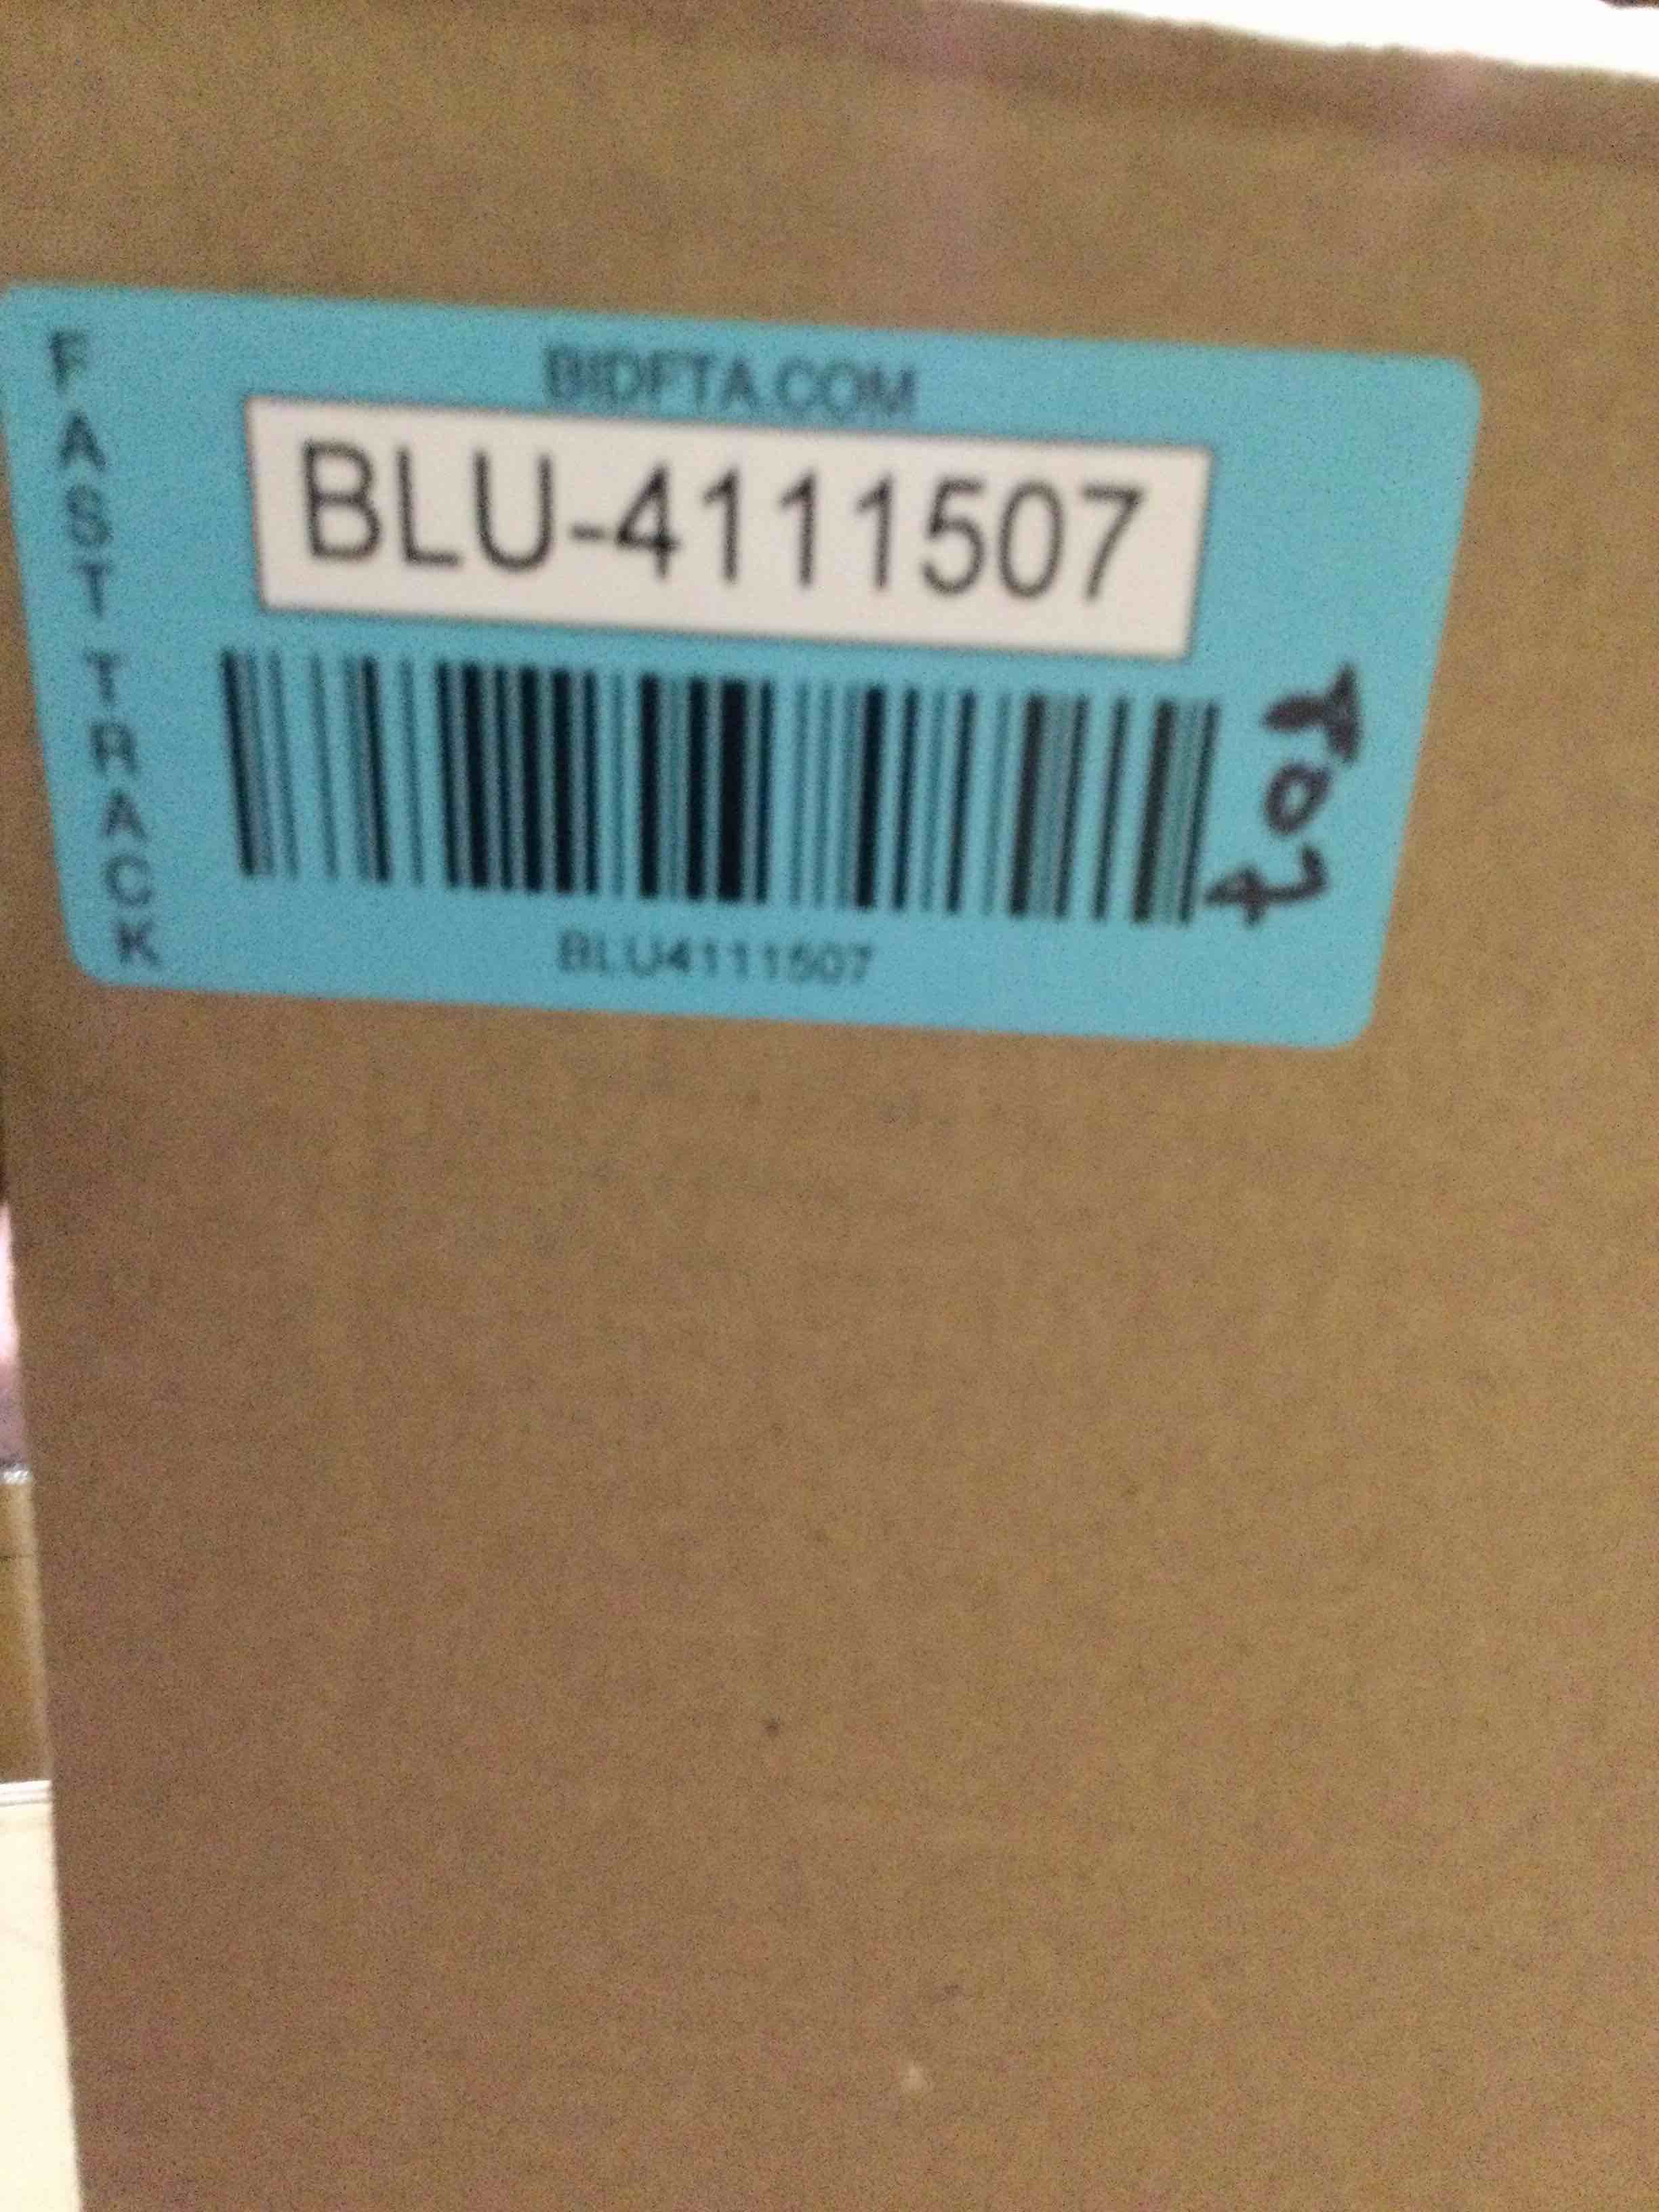 FAST TRACK
BIDFTA.COM
BLU-4111507
BLU4111507
T07